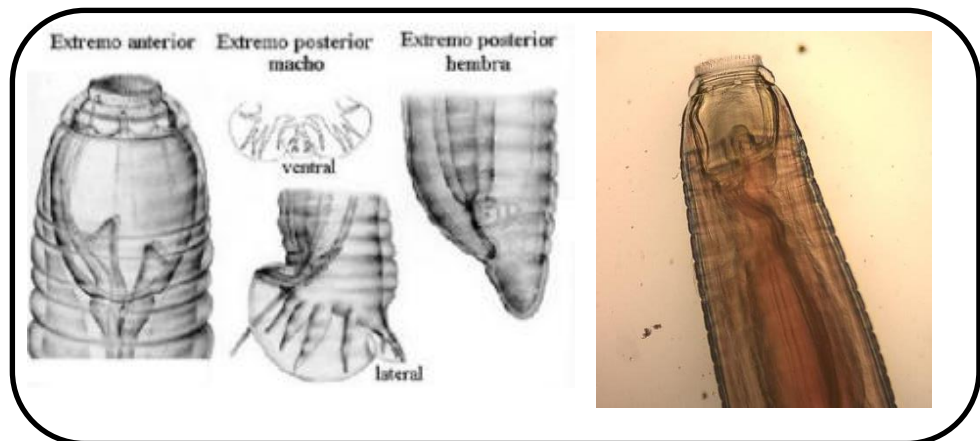 Extremo anterior
Extremo posterior
macho
Extremo posterior
hembra
ventral
lateral